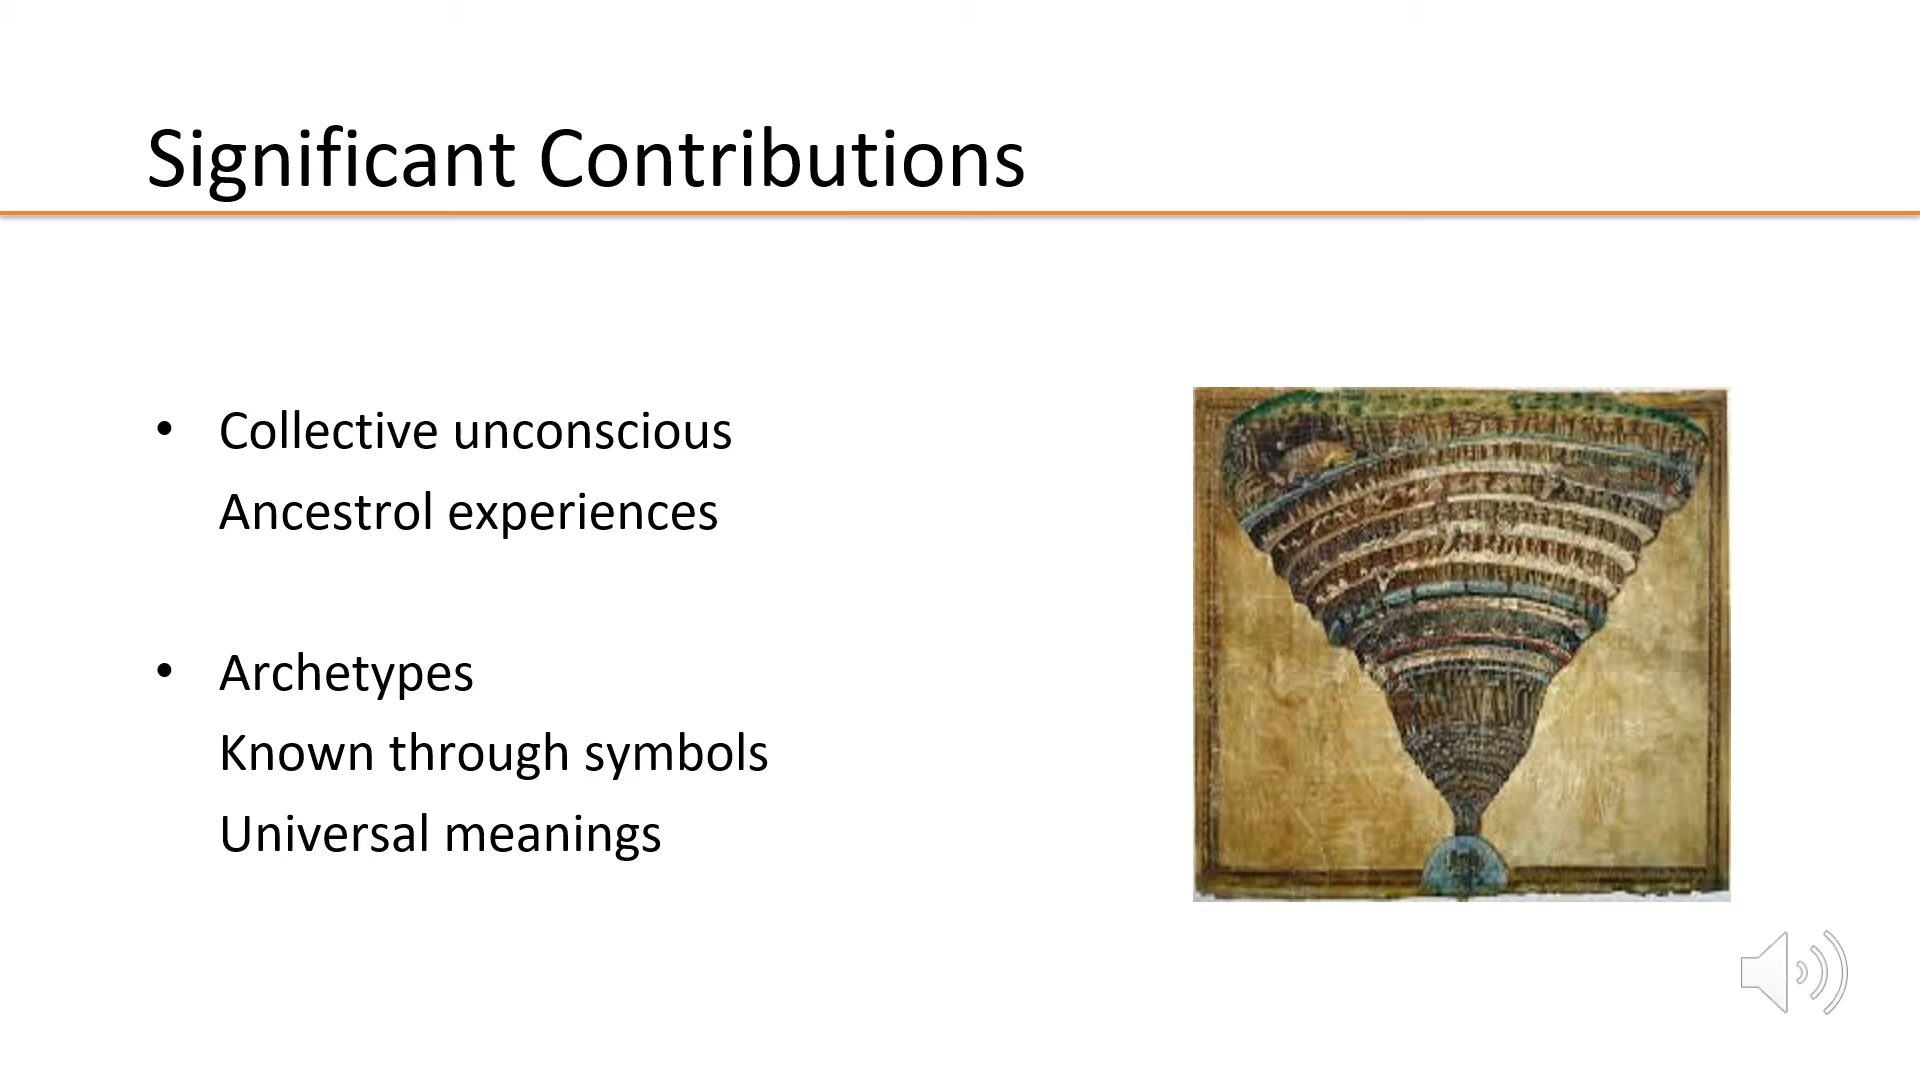 Significant Contributions
• Collective unconscious
Ancestrol experiences
• Archetypes
Known through symbols
Universal meanings